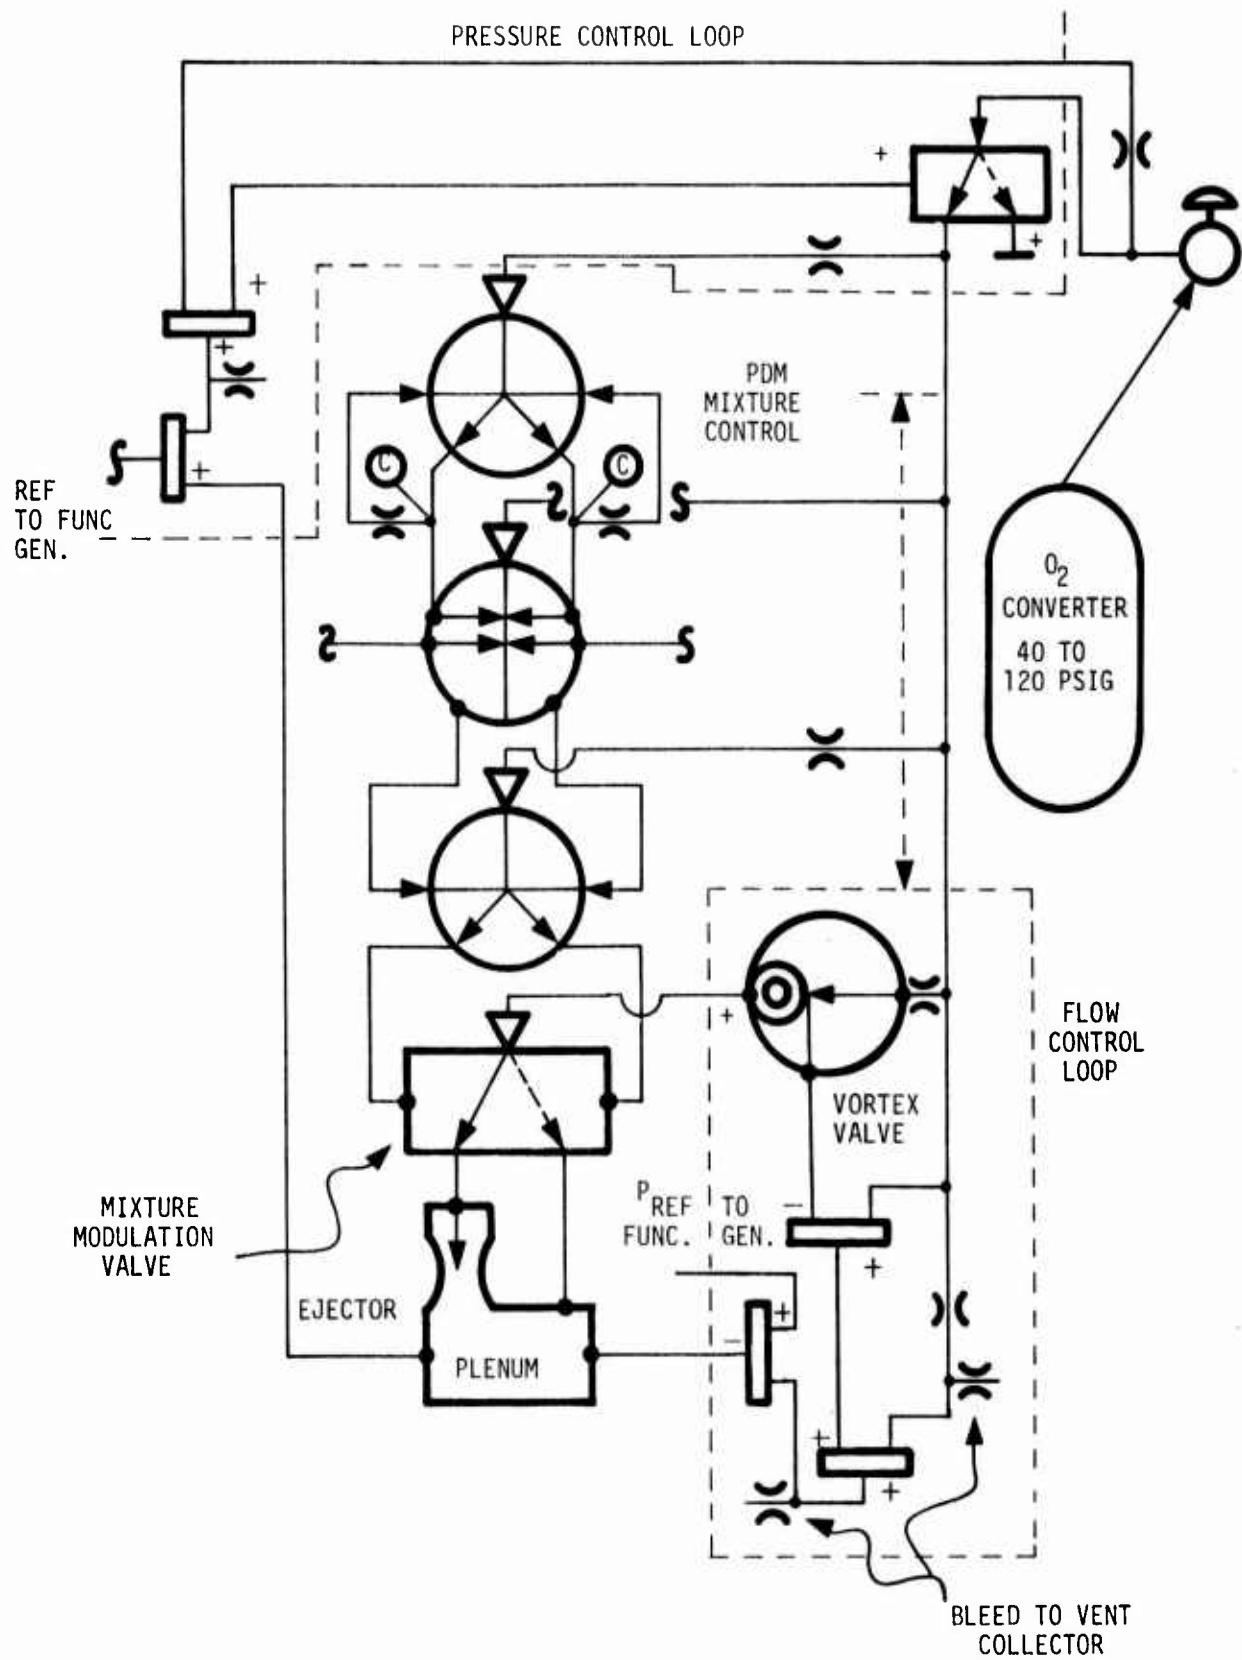 PRESSURE CONTROL LOOP
+
+
+
+
+
PDM
MIXTURE
CONTROL
C
C
REF
TO FUNC
GEN.
O2
CONVERTER
40 TO
120 PSIG
+
FLOW
CONTROL
LOOP
VORTEX
VALVE
MIXTURE
MODULATION
VALVE
PREF TO
FUNC. GEN.
-
+
EJECTOR
+
-
PLENUM
+
+
BLEED TO VENT
COLLECTOR